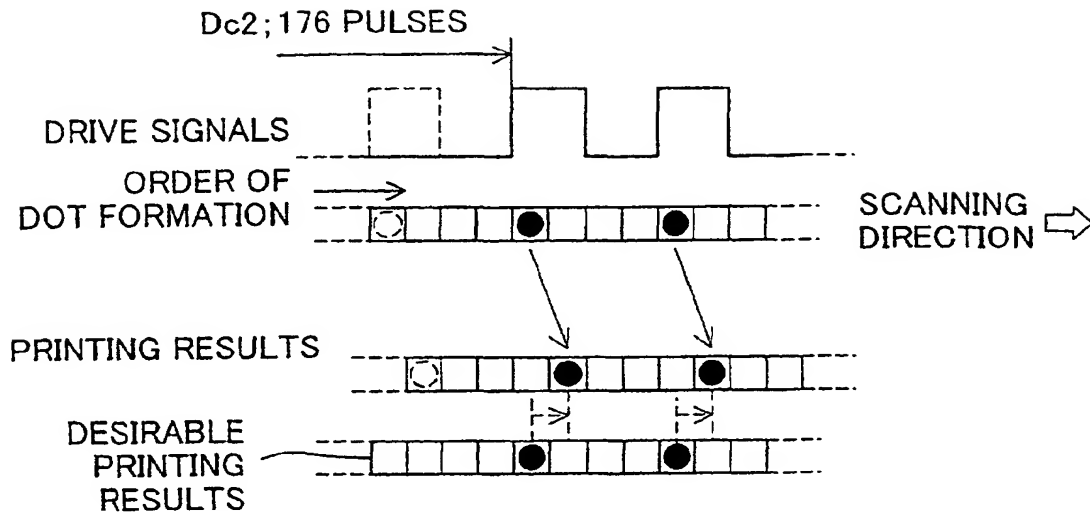 Dc2; 176 PULSES
DRIVE SIGNALS
ORDER OF
DOT FORMATION
SCANNING
DIRECTION
PRINTING RESULTS
DESIRABLE
PRINTING
RESULTS